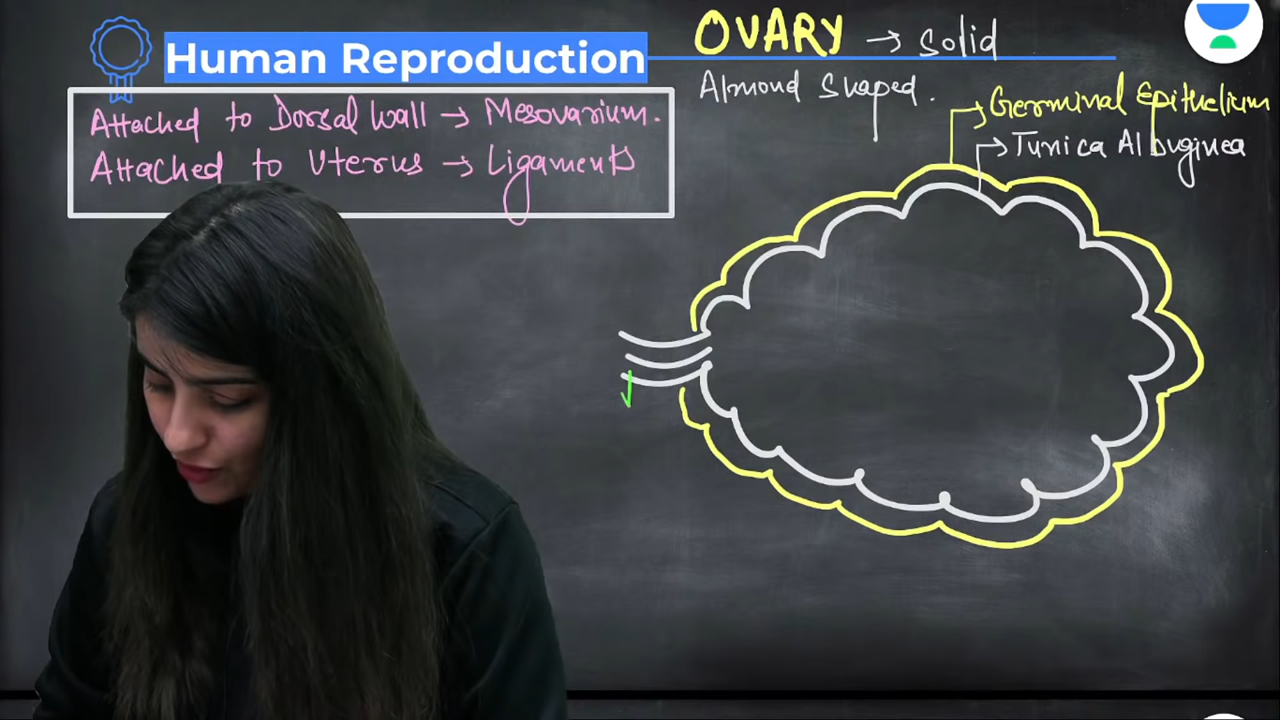 Human Reproduction
OVARY → Solid
Almond Shaped.
Attached to Dorsal Wall → Mesovarium.
Attached to Uterus → Ligaments
Germinal Epithelium
Tunica Albuginea